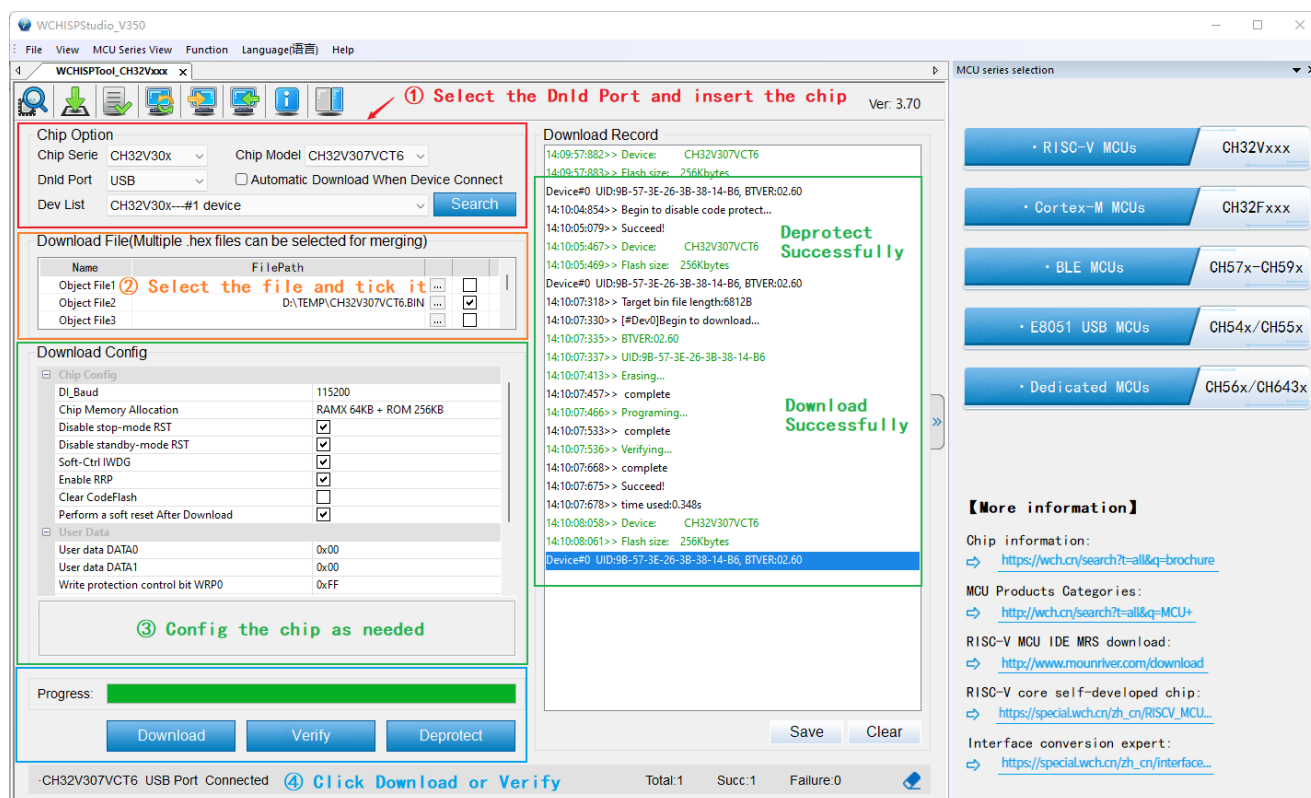 WCHISPStudio_V350
File View MCU Series View Function Language(语言) Help
WCHISPTool_CH32Vxxx x
① Select the Dnld Port and insert the chip
Ver: 3.70
Chip Option
Chip Serie CH32V30x Chip Model CH32V307VCT6
Dnld Port USB Automatic Download When Device Connect
Dev List CH32V30x---#1 device Search
Download File(Multiple .hex files can be selected for merging)
Name FilePath
Object File1 ② Select the file and tick it ...
Object File2 D:\TEMP\CH32V307VCT6.BIN ...
Object File3 ...
Download Config
Chip Config
DI_Baud 115200
Chip Memory Allocation RAMX 64KB + ROM 256KB
Disable stop-mode RST
Disable standby-mode RST
Soft-Ctrl IWDG
Enable RRP
Clear CodeFlash
Perform a soft reset After Download
User Data
User data DATA0 0x00
User data DATA1 0x00
Write protection control bit WRP0 0xFF
③ Config the chip as needed
Progress:
Download Verify Deprotect
Download Record
14:09:57:882>> Device: CH32V307VCT6
14:09:57:883>> Flash size: 256Kbytes
Device#0 UID:9B-57-3E-26-3B-38-14-B6, BTVER:02.60
14:10:04:854>> Begin to disable code protect...
14:10:05:079>> Succeed!
14:10:05:467>> Device: CH32V307VCT6
14:10:05:469>> Flash size: 256Kbytes
Device#0 UID:9B-57-3E-26-3B-38-14-B6, BTVER:02.60
14:10:07:318>> Target bin file length:6812B
14:10:07:330>> [#Dev0]Begin to download...
14:10:07:335>> BTVER:02.60
14:10:07:337>> UID:9B-57-3E-26-3B-38-14-B6
14:10:07:413>> Erasing...
14:10:07:457>> complete
14:10:07:466>> Programing...
14:10:07:533>> complete
14:10:07:536>> Verifying...
14:10:07:668>> complete
14:10:07:675>> Succeed!
14:10:07:678>> time used:0.348s
14:10:08:058>> Device: CH32V307VCT6
14:10:08:061>> Flash size: 256Kbytes
Device#0 UID:9B-57-3E-26-3B-38-14-B6, BTVER:02.60
Deprotect
Successfully
Download
Successfully
Save Clear
·CH32V307VCT6 USB Port Connected ④ Click Download or Verify Total:1 Succ:1 Failure:0
MCU series selection
· RISC-V MCUs CH32Vxxx
· Cortex-M MCUs CH32Fxxx
· BLE MCUs CH57x-CH59x
· E8051 USB MCUs CH54x/CH55x
· Dedicated MCUs CH56x/CH643x
【More information】
Chip information:
https://wch.cn/search?t=all&q=brochure
MCU Products Categories:
http://wch.cn/search?t=all&q=MCU+
RISC-V MCU IDE MRS download:
http://www.mounriver.com/download
RISC-V core self-developed chip:
https://special.wch.cn/zh_cn/RISCV_MCU...
Interface conversion expert:
https://special.wch.cn/zh_cn/interface...